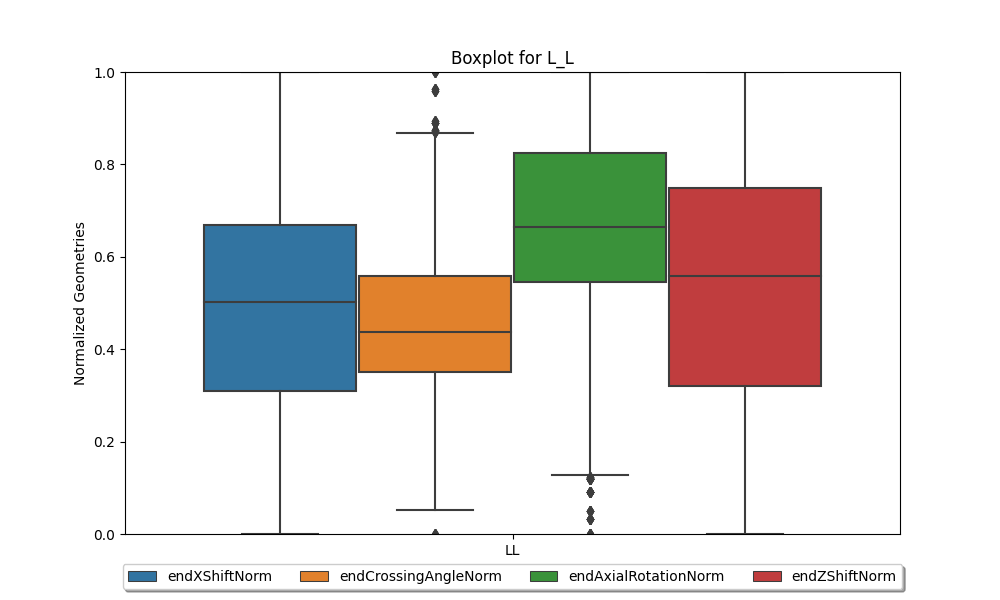 Boxplot for L_L
1.0
0.8
0.6
0.4
0.2
0.0
Normalized Geometries
LL
endXShiftNorm endCrossingAngleNorm endAxialRotationNorm endZShiftNorm